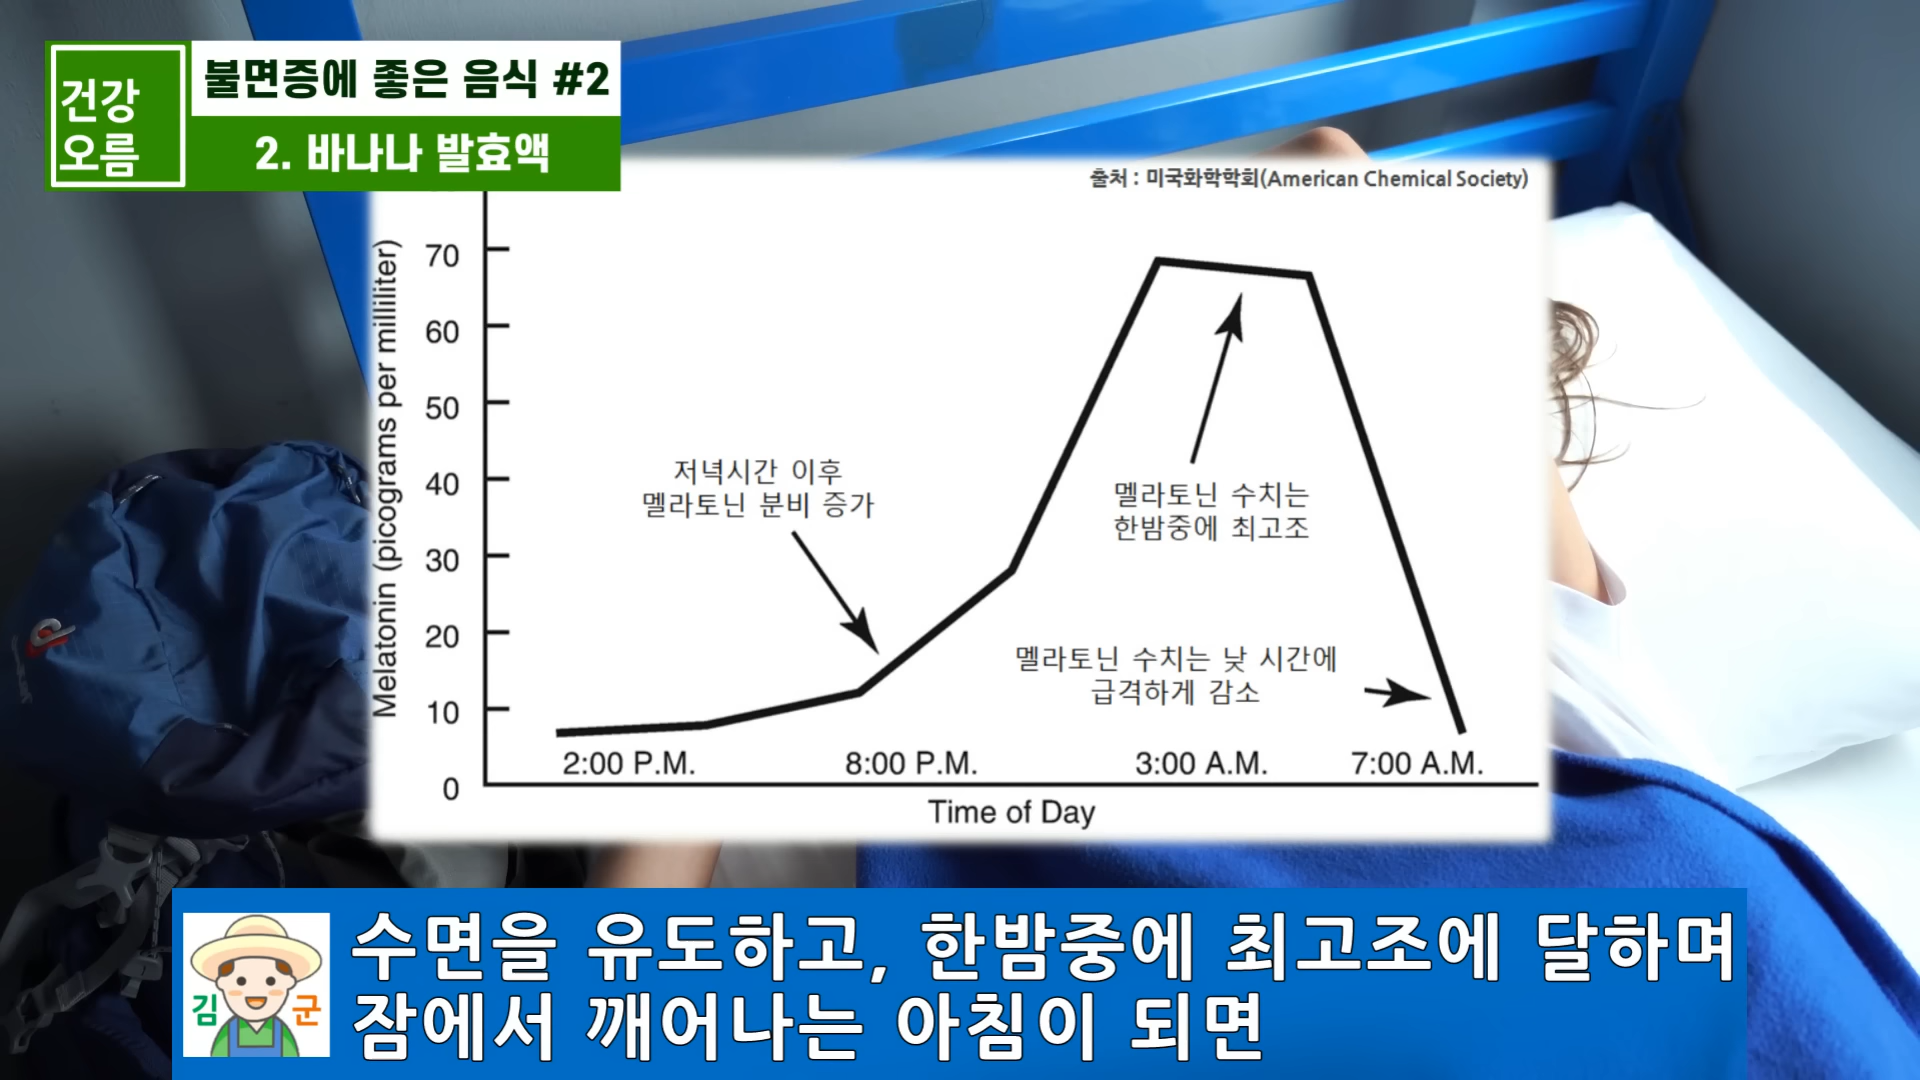 건강
오름
불면증에 좋은 음식 #2
2. 바나나 발효액
출처 : 미국화학학회(American Chemical Society)
Melatonin (picograms per milliliter)
70
60
50
40
30
20
10
0
저녁시간 이후
멜라토닌 분비 증가
멜라토닌 수치는
한밤중에 최고조
멜라토닌 수치는 낮 시간에
급격하게 감소
2:00 P.M.
8:00 P.M.
3:00 A.M.
7:00 A.M.
Time of Day
김 군
수면을 유도하고, 한밤중에 최고조에 달하며
잠에서 깨어나는 아침이 되면